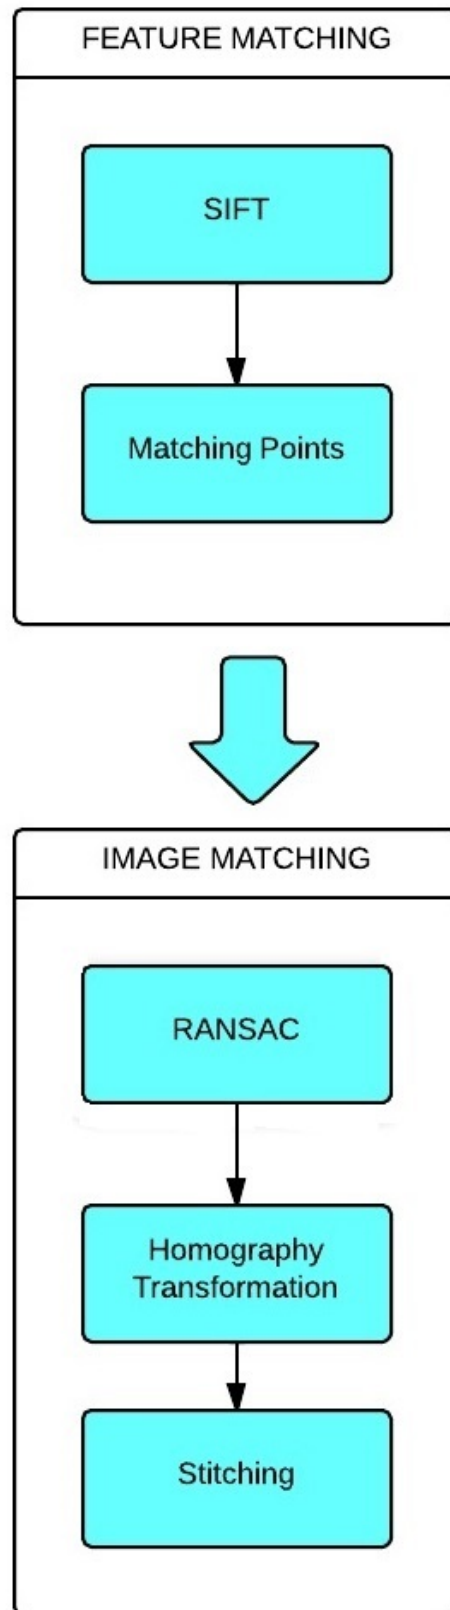 FEATURE MATCHING
SIFT
Matching Points
IMAGE MATCHING
RANSAC
Homography
Transformation
Stitching